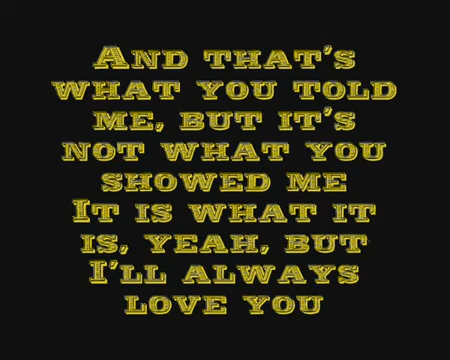 And that's
what you told
me, but it's
not what you
showed me
It is what it
is, yeah, but
I'll always
love you